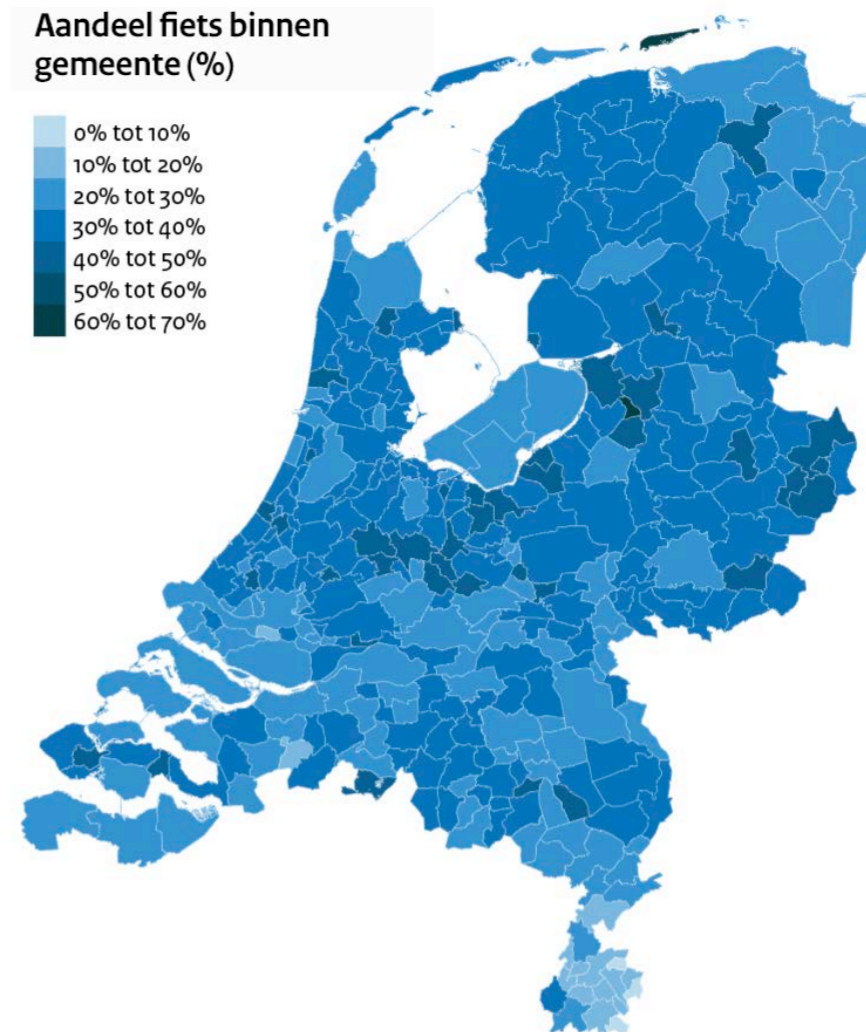 Aandeel fiets binnen
gemeente (%)
0% tot 10%
10% tot 20%
20% tot 30%
30% tot 40%
40% tot 50%
50% tot 60%
60% tot 70%